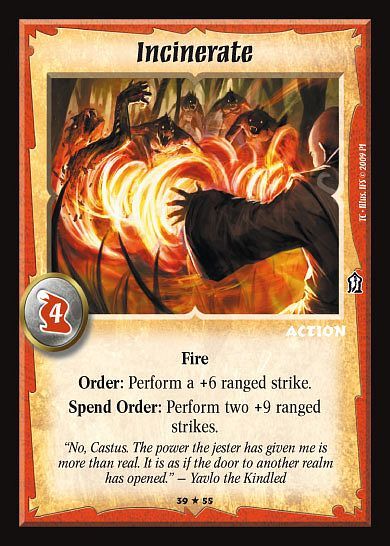 Incinerate
TC • Illus. IFS © 2009 PI
4
ACTION
Fire
Order: Perform a +6 ranged strike.
Spend Order: Perform two +9 ranged
strikes.
“No, Castus. The power the jester has given me is
more than real. It is as if the door to another realm
has opened.” – Yavlo the Kindled
39 ★ 55